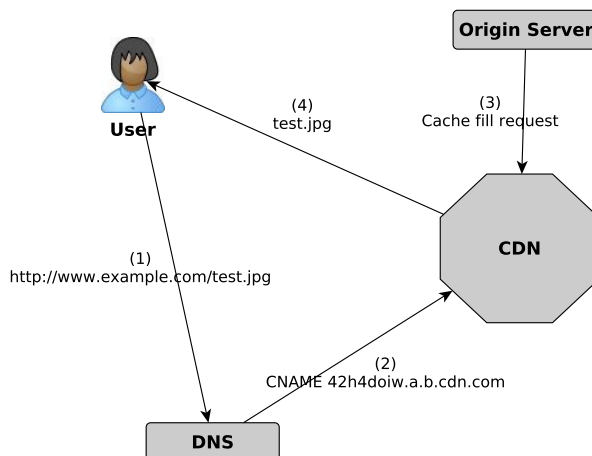 Origin Server
(4)
test.jpg
(3)
Cache fill request
User
CDN
(1)
http://www.example.com/test.jpg
(2)
CNAME 42h4doiw.a.b.cdn.com
DNS